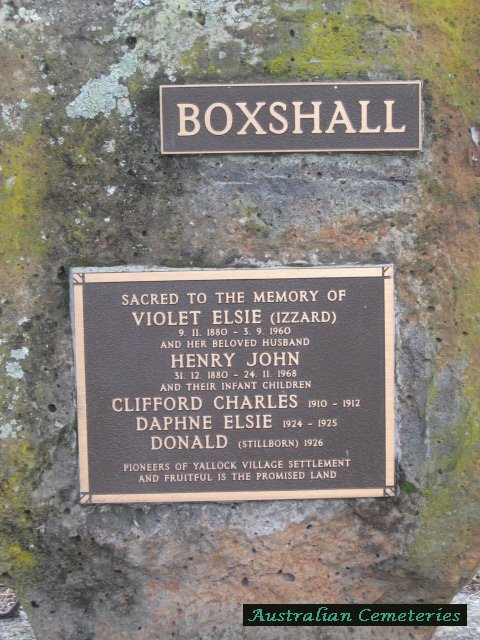 BOXSHALL
SACRED TO THE MEMORY OF
VIOLET ELSIE (IZZARD)
9. 11. 1880 - 3. 9. 1960
AND HER BELOVED HUSBAND
HENRY JOHN
31. 12. 1880 - 24. 11. 1968
AND THEIR INFANT CHILDREN
CLIFFORD CHARLES 1910 - 1912
DAPHNE ELSIE 1924 - 1925
DONALD (STILLBORN) 1926
PIONEERS OF YALLOCK VILLAGE SETTLEMENT
AND FRUITFUL IS THE PROMISED LAND
Australian Cemeteries